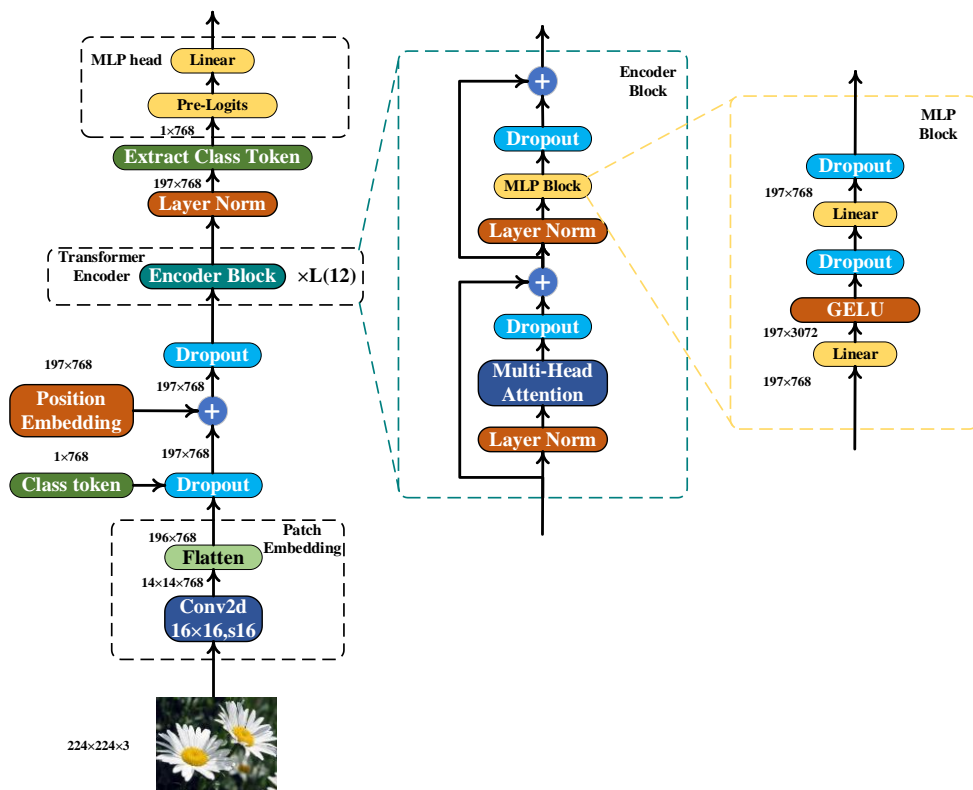 MLP head
Linear
Pre-Logits
1×768
Extract Class Token
197×768
Layer Norm
Transformer
Encoder
Encoder Block
×L(12)
Dropout
197×768
197×768
Position
Embedding
+
197×768
1×768
Class token
Dropout
Patch
Embedding
196×768
Flatten
14×14×768
Conv2d
16×16,s16
224×224×3
Encoder
Block
+
Dropout
MLP Block
Layer Norm
+
Dropout
Multi-Head
Attention
Layer Norm
MLP
Block
Dropout
197×768
Linear
Dropout
GELU
197×3072
Linear
197×768